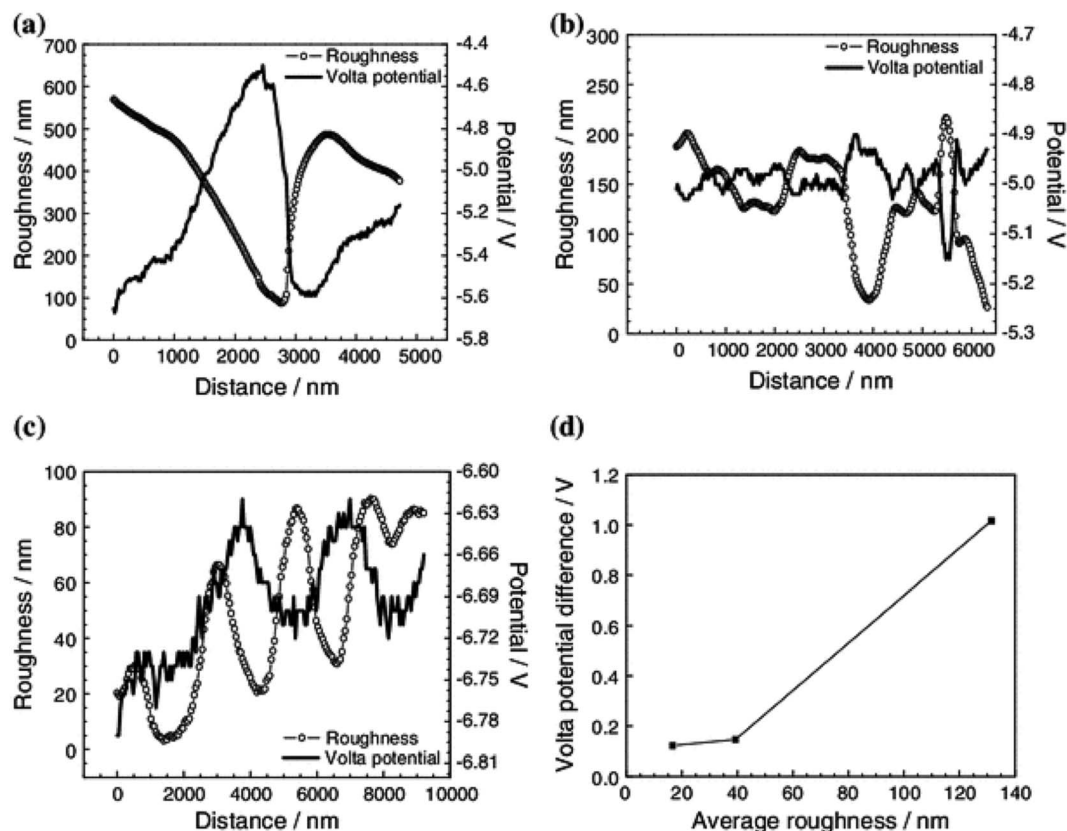 (a)
700
600
500
400
300
200
100
0
Roughness / nm
Roughness
Volta potential
-4.4
-4.6
-4.8
-5.0
-5.2
-5.4
-5.6
-5.8
Potential / V
0 1000 2000 3000 4000 5000
Distance / nm
(b)
300
250
200
150
100
50
0
Roughness / nm
Roughness
Volta potential
-4.7
-4.8
-4.9
-5.0
-5.1
-5.2
-5.3
Potential / V
0 1000 2000 3000 4000 5000 6000
Distance / nm
(c)
100
80
60
40
20
0
Roughness / nm
Roughness
Volta potential
-6.60
-6.63
-6.66
-6.69
-6.72
-6.75
-6.78
-6.81
Potential / V
0 2000 4000 6000 8000 10000
Distance / nm
(d)
1.2
1.0
0.8
0.6
0.4
0.2
0.0
Volta potential difference / V
0 20 40 60 80 100 120 140
Average roughness / nm